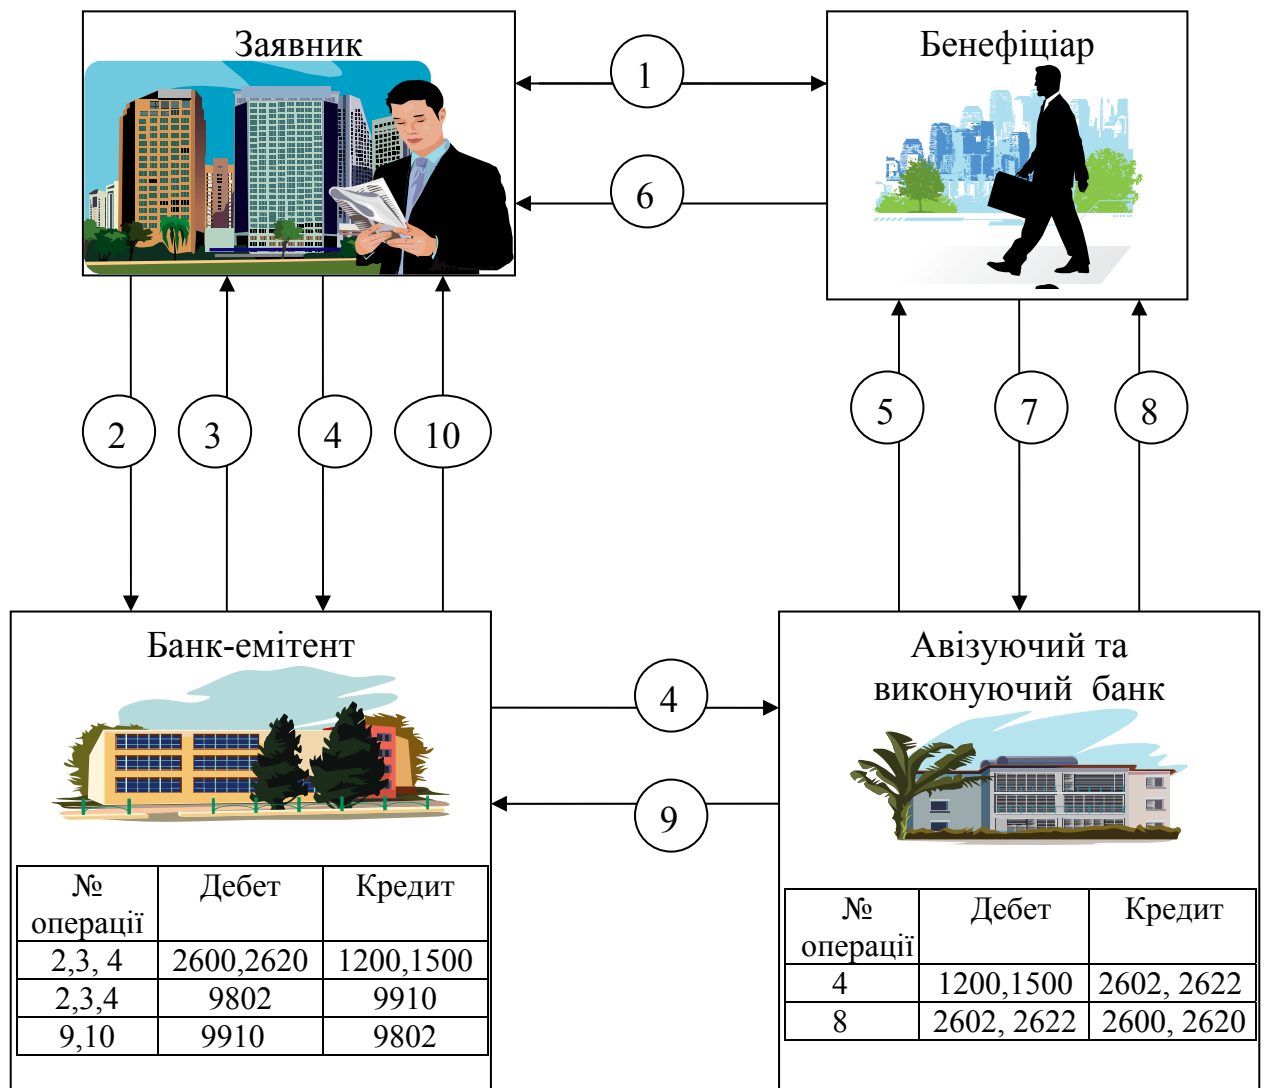 Заявник
Бенефіціар
1
6
2
3
4
10
5
7
8
Банк-емітент
Авізуючий та
виконуючий банк
4
9
№ операції Дебет Кредит
2,3, 4 2600,2620 1200,1500
2,3,4 9802 9910
9,10 9910 9802
№ операції Дебет Кредит
4 1200,1500 2602, 2622
8 2602, 2622 2600, 2620